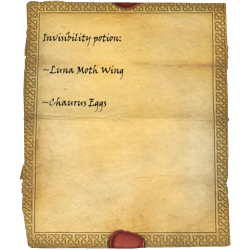 Invisibility potion:
~Luna Moth Wing
~Chaurus Eggs